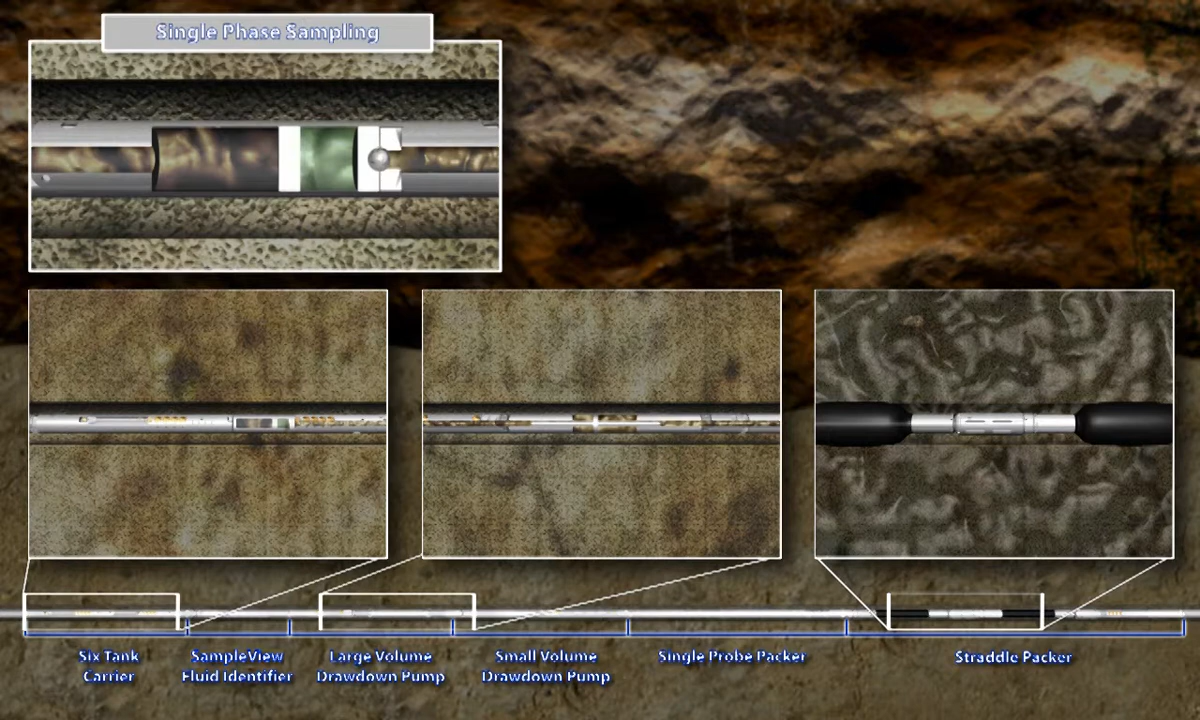 Single Phase Sampling
Six Tank
Carrier
SampleView
Fluid Identifier
Large Volume
Drawdown Pump
Small Volume
Drawdown Pump
Single Probe Packer
Straddle Packer